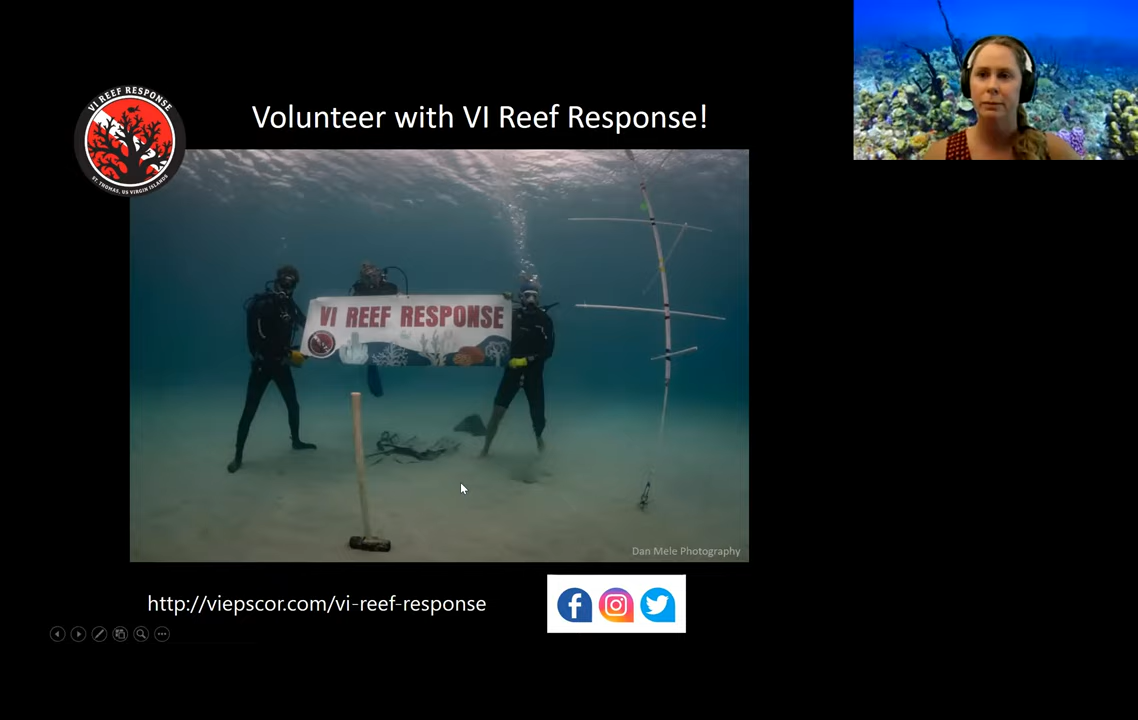 VI REEF RESPONSE
ST. THOMAS, US VIRGIN ISLANDS
Volunteer with VI Reef Response!
VI REEF RESPONSE
Dan Mele Photography
http://viepscor.com/vi-reef-response